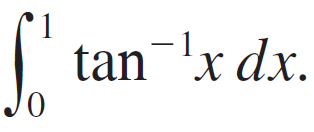 ∫₀¹ tan⁻¹x dx.